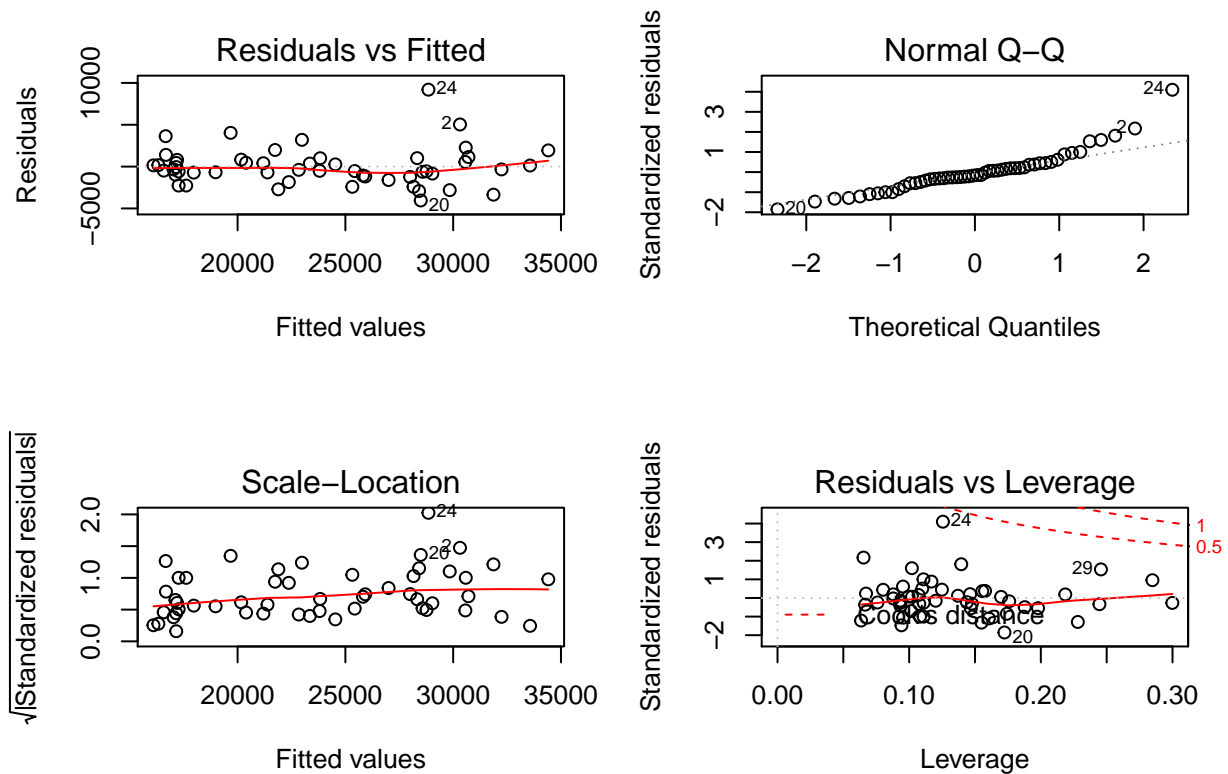 Residuals vs Fitted
Residuals
10000
−5000
24
2
20
20000 25000 30000 35000
Fitted values
Normal Q−Q
Standardized residuals
3
1
−2
24
2
20
−2 −1 0 1 2
Theoretical Quantiles
Scale−Location
√|Standardized residuals|
2.0
1.0
0.0
24
2
20
20000 25000 30000 35000
Fitted values
Residuals vs Leverage
Standardized residuals
3
1
−2
24
29
20
1
0.5
Cook's distance
0.00 0.10 0.20 0.30
Leverage